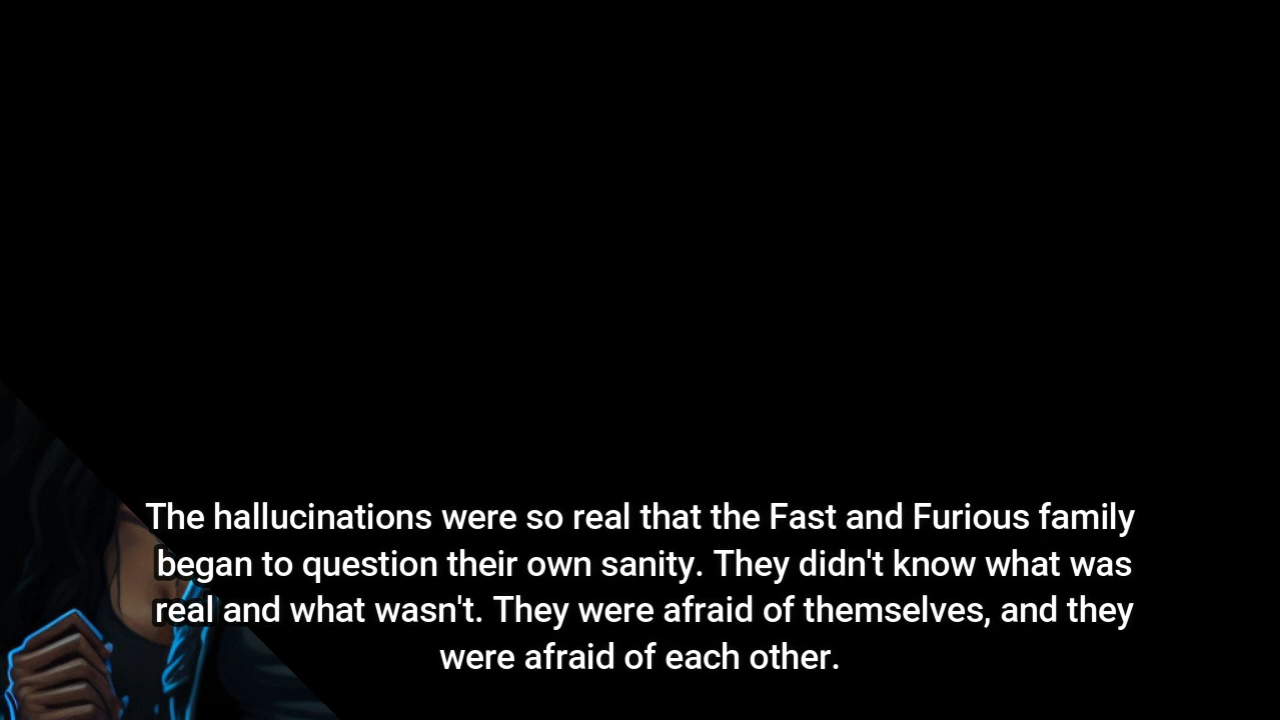 The hallucinations were so real that the Fast and Furious family
began to question their own sanity. They didn't know what was
real and what wasn't. They were afraid of themselves, and they
were afraid of each other.